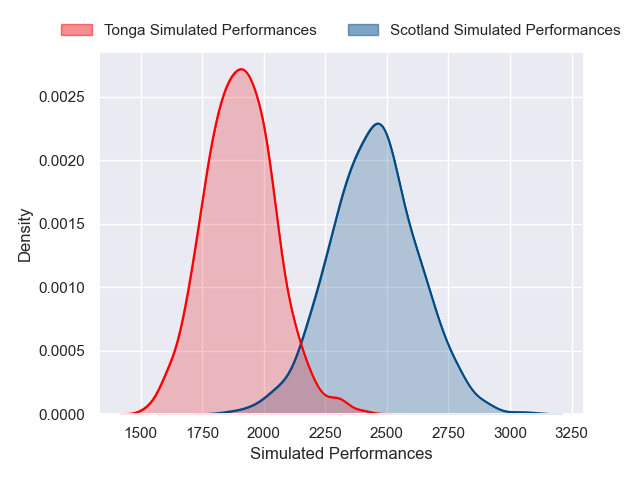 Tonga Simulated Performances
Scotland Simulated Performances
Density
0.0025
0.0020
0.0015
0.0010
0.0005
0.0000
1500 1750 2000 2250 2500 2750 3000 3250
Simulated Performances